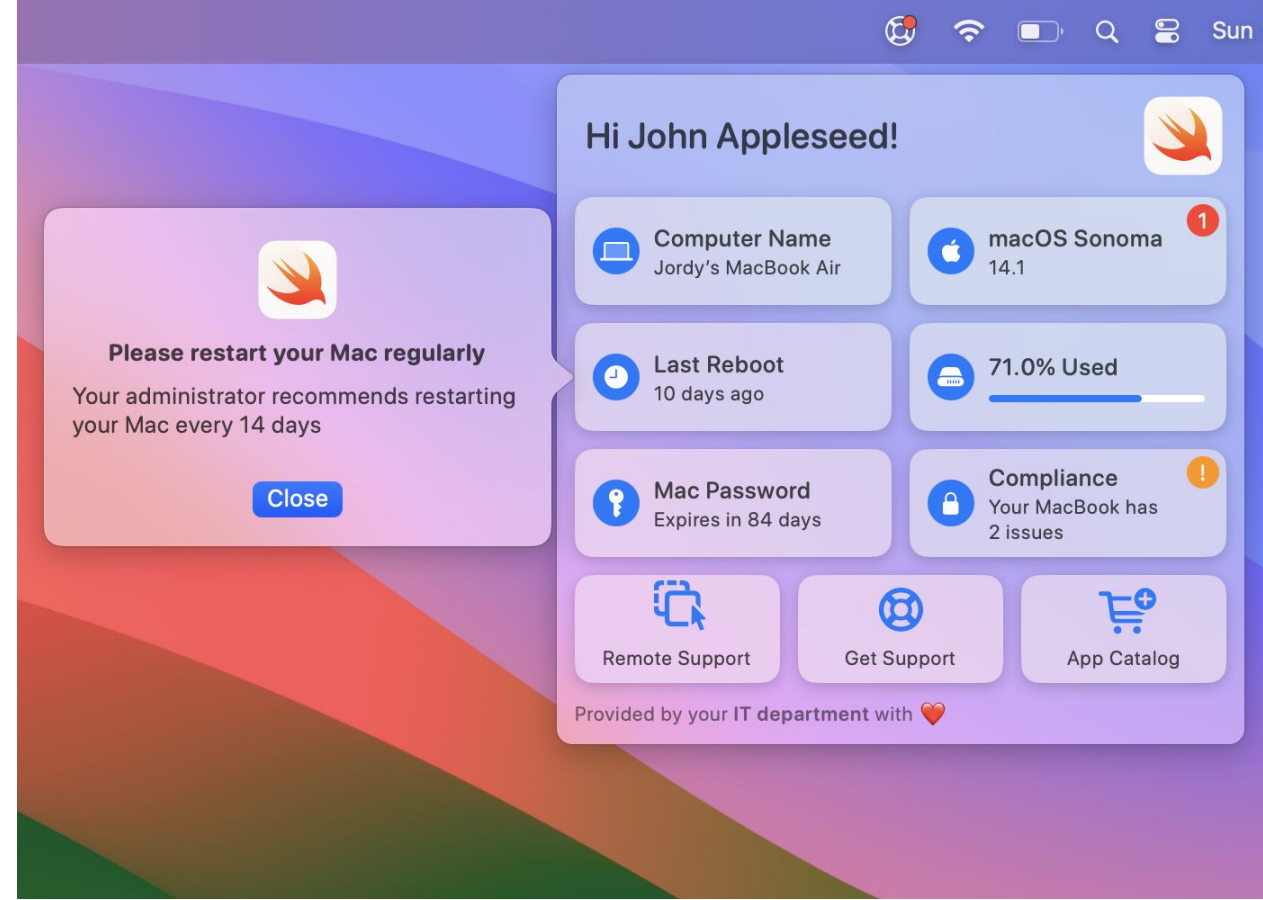 Sun
Hi John Appleseed!
Computer Name
Jordy's MacBook Air
macOS Sonoma
14.1
1
Please restart your Mac regularly
Your administrator recommends restarting
your Mac every 14 days
Close
Last Reboot
10 days ago
71.0% Used
Mac Password
Expires in 84 days
Compliance
Your MacBook has
2 issues
!
Remote Support
Get Support
App Catalog
Provided by your IT department with ❤️